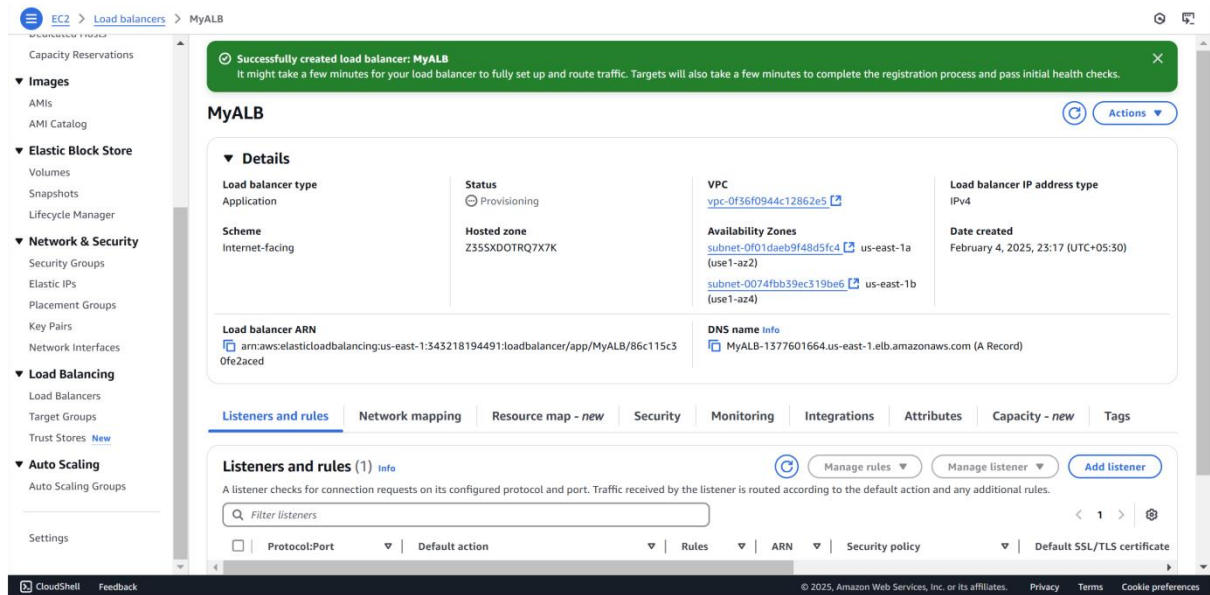 EC2 > Load balancers > MyALB
Dedicated Hosts
Capacity Reservations
Images
AMIs
AMI Catalog
Elastic Block Store
Volumes
Snapshots
Lifecycle Manager
Network & Security
Security Groups
Elastic IPs
Placement Groups
Key Pairs
Network Interfaces
Load Balancing
Load Balancers
Target Groups
Trust Stores New
Auto Scaling
Auto Scaling Groups
Settings
Successfully created load balancer: MyALB
It might take a few minutes for your load balancer to fully set up and route traffic. Targets will also take a few minutes to complete the registration process and pass initial health checks.
MyALB
Actions
Details
Load balancer type
Application
Status
Provisioning
VPC
vpc-0f36f0944c12862e5
Load balancer IP address type
IPv4
Scheme
Internet-facing
Hosted zone
Z35SXDOTRQ7X7K
Availability Zones
subnet-0f01daeb9f48d5fc4 us-east-1a
(use1-az2)
subnet-0074fbb39ec319be6 us-east-1b
(use1-az4)
Date created
February 4, 2025, 23:17 (UTC+05:30)
Load balancer ARN
arn:aws:elasticloadbalancing:us-east-1:343218194491:loadbalancer/app/MyALB/86c115c3
0fe2aced
DNS name Info
MyALB-1377601664.us-east-1.elb.amazonaws.com (A Record)
Listeners and rules Network mapping Resource map - new Security Monitoring Integrations Attributes Capacity - new Tags
Listeners and rules (1) Info
Manage rules Manage listener Add listener
A listener checks for connection requests on its configured protocol and port. Traffic received by the listener is routed according to the default action and any additional rules.
Filter listeners
1
Protocol:Port Default action Rules ARN Security policy Default SSL/TLS certificate
CloudShell Feedback © 2025, Amazon Web Services, Inc. or its affiliates. Privacy Terms Cookie preferences